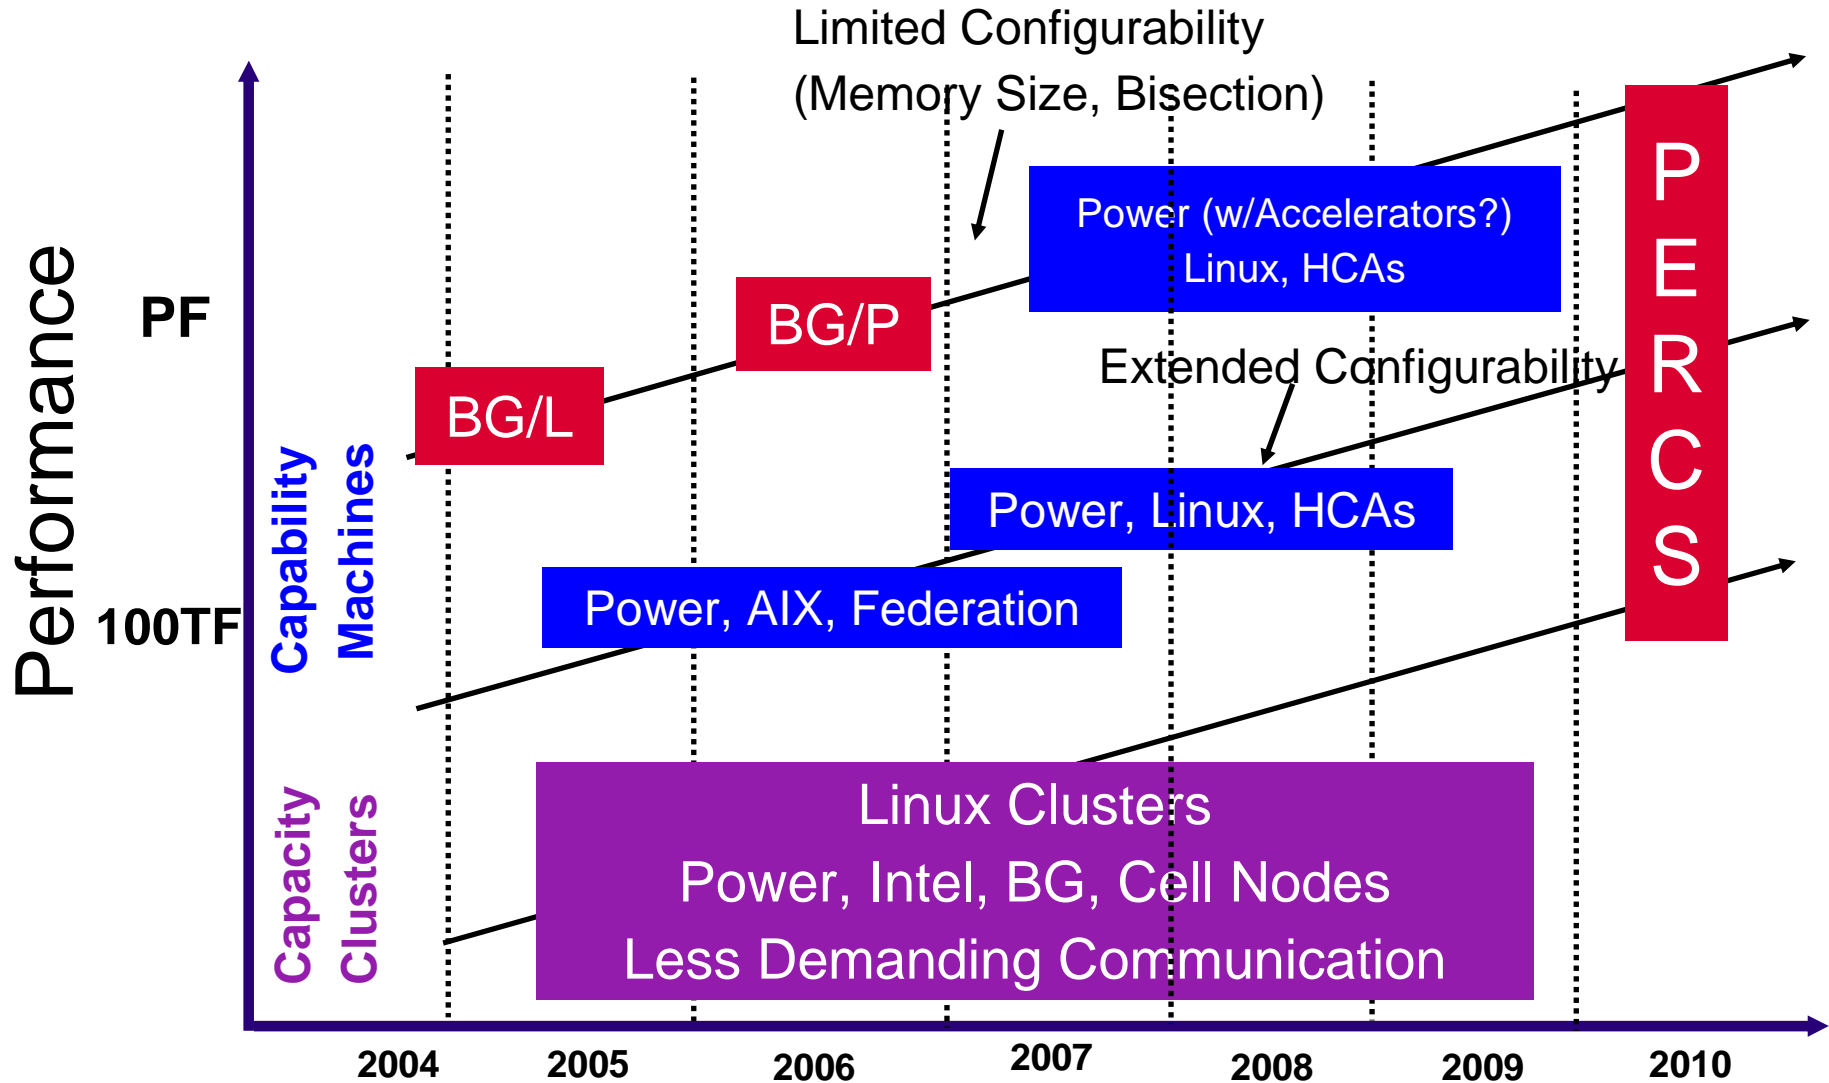 Limited Configurability
(Memory Size, Bisection)
Power (w/Accelerators?)
Linux, HCAs
P
E
R
C
S
Performance
PF
BG/P
Extended Configurability
BG/L
Capability
Machines
Power, Linux, HCAs
100TF
Power, AIX, Federation
Capacity
Clusters
Linux Clusters
Power, Intel, BG, Cell Nodes
Less Demanding Communication
2004 2005 2006 2007 2008 2009 2010